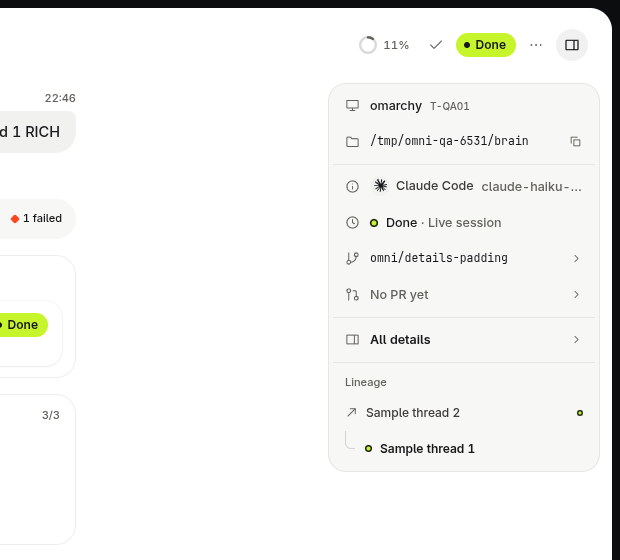 11%
Done
22:46
d 1 RICH
1 failed
Done
3/3
omarchy T-QA01
/tmp/omni-qa-6531/brain
Claude Code claude-haiku-...
Done · Live session
omni/details-padding
No PR yet
All details
Lineage
Sample thread 2
Sample thread 1